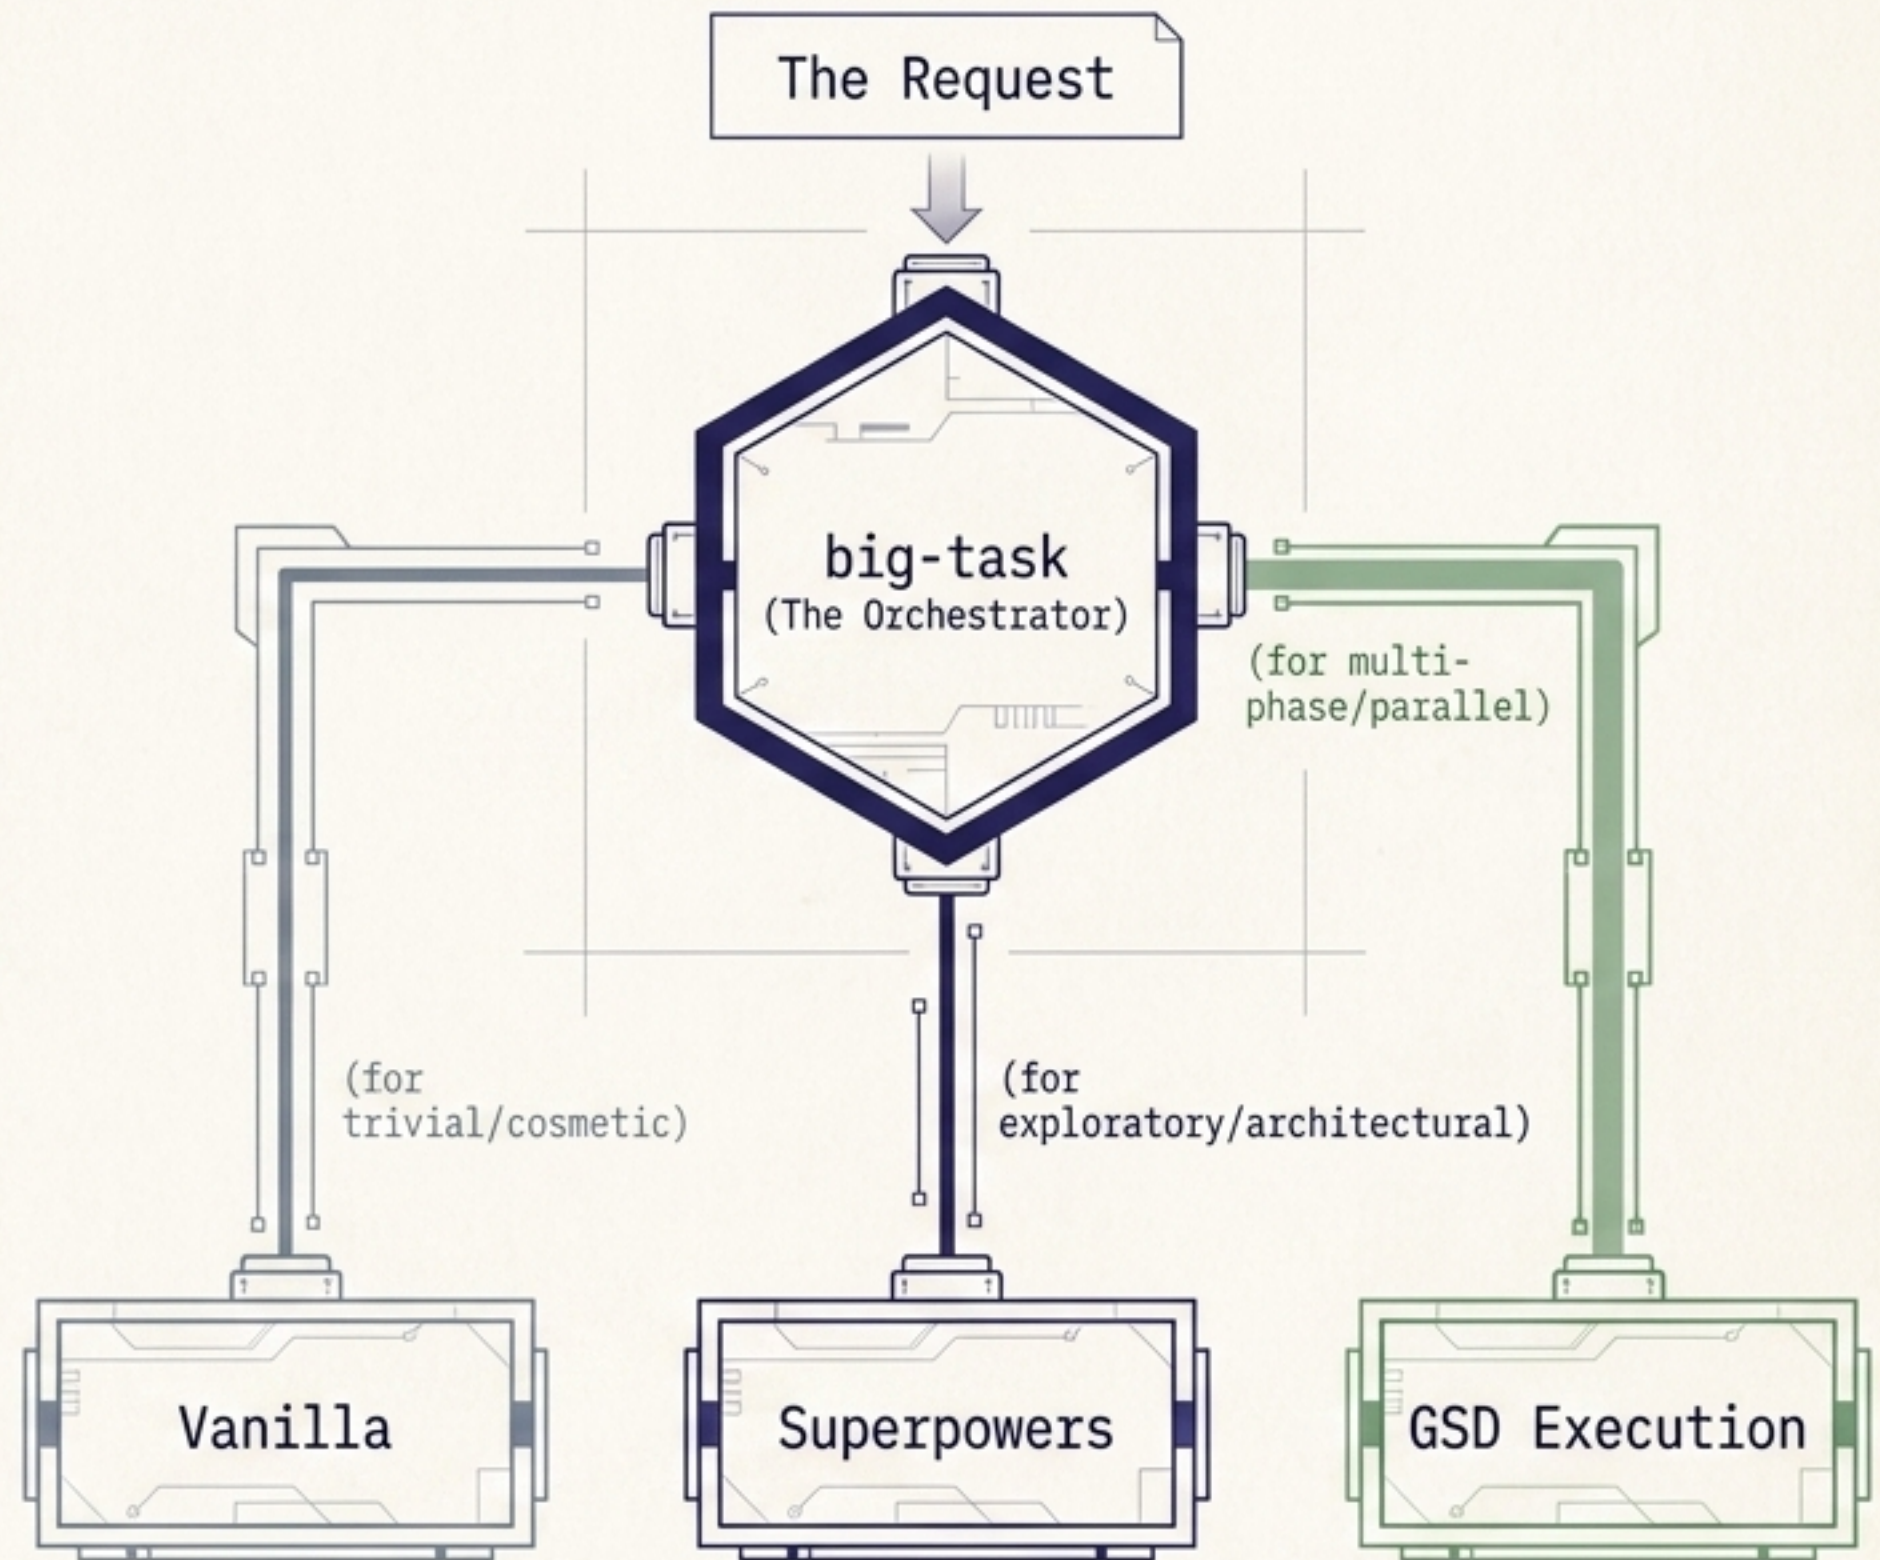 The Request
big-task
(The Orchestrator)
(for multi-
phase/parallel)
(for
trivial/cosmetic)
(for
exploratory/architectural)
Vanilla
Superpowers
GSD Execution